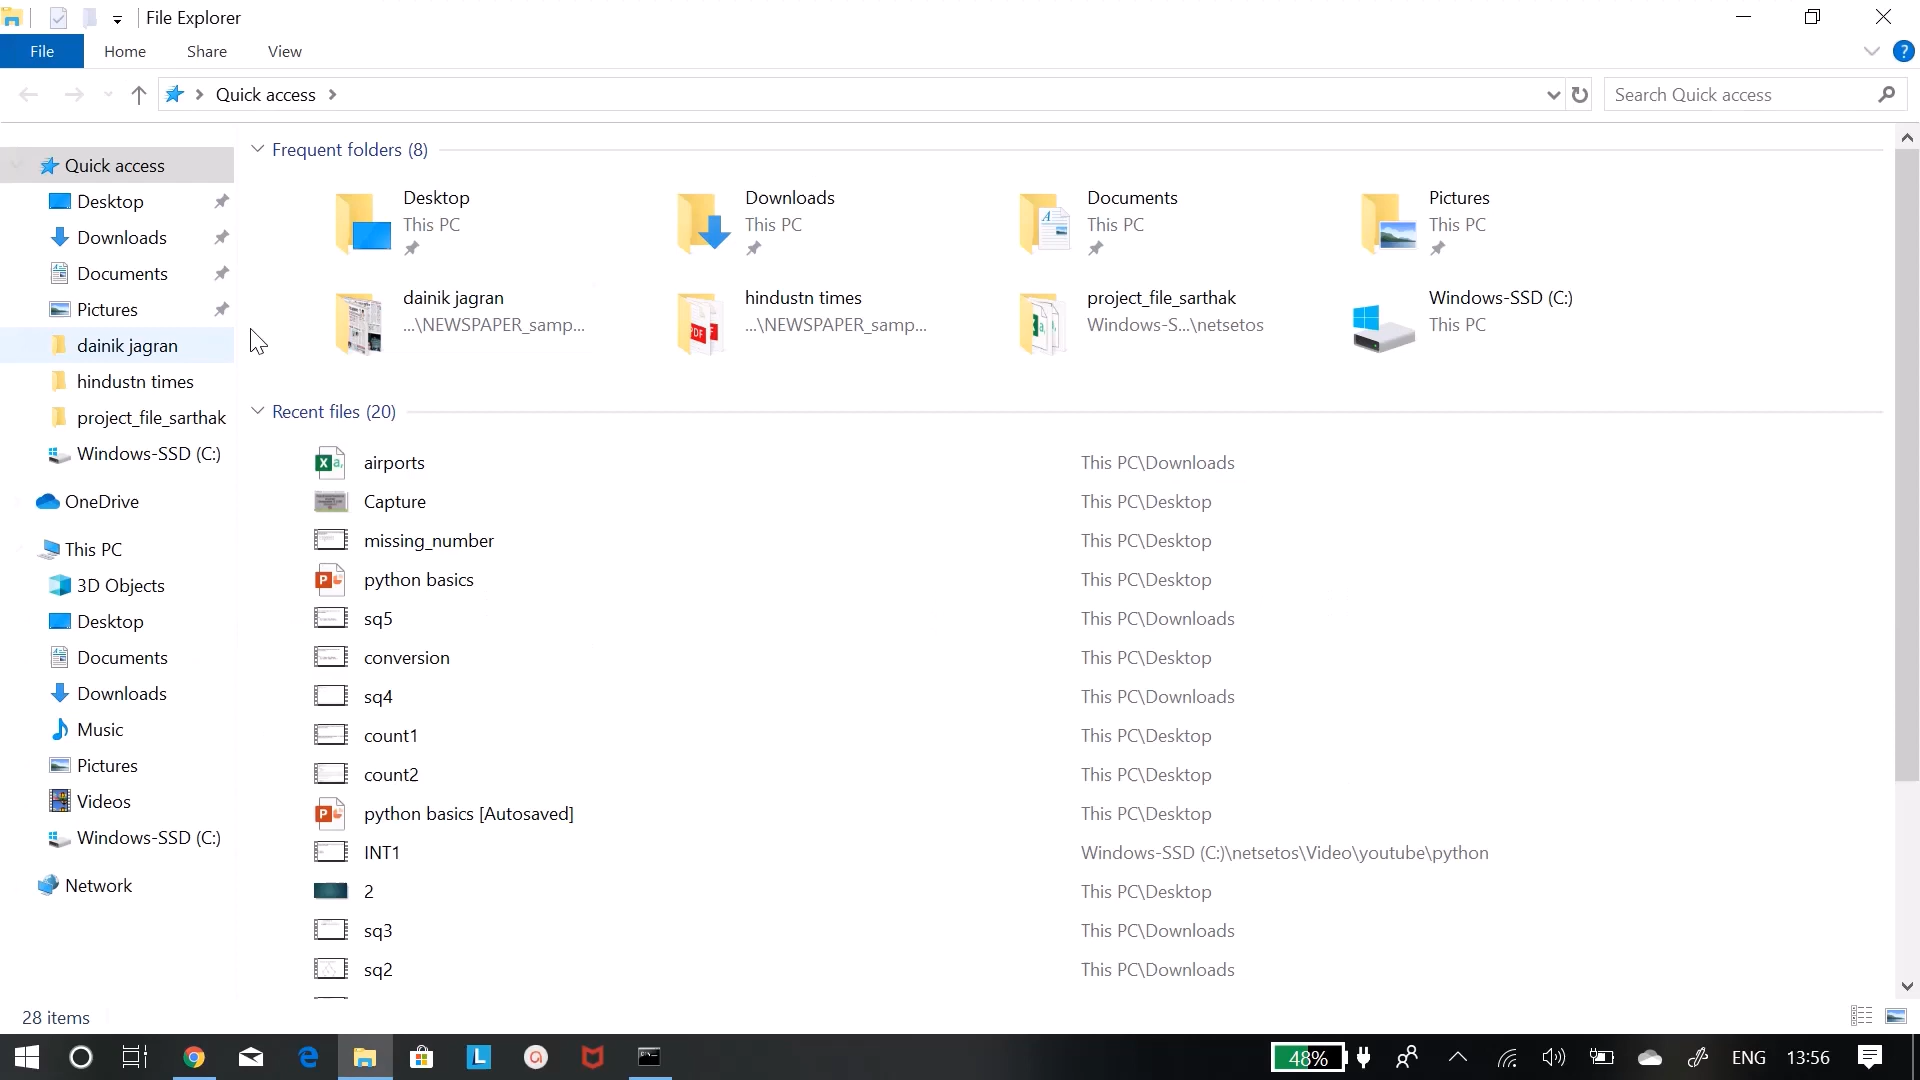 File Explorer
File Home Share View
Quick access
Search Quick access
Quick access
Desktop
Downloads
Documents
Pictures
dainik jagran
hindustn times
project_file_sarthak
Windows-SSD (C:)
OneDrive
This PC
3D Objects
Desktop
Documents
Downloads
Music
Pictures
Videos
Windows-SSD (C:)
Network
Frequent folders (8)
Desktop
This PC
Downloads
This PC
Documents
This PC
Pictures
This PC
dainik jagran
...\NEWSPAPER_samp...
hindustn times
...\NEWSPAPER_samp...
project_file_sarthak
Windows-S...\netsetos
Windows-SSD (C:)
This PC
Recent files (20)
airports This PC\Downloads
Capture This PC\Desktop
missing_number This PC\Desktop
python basics This PC\Desktop
sq5 This PC\Downloads
conversion This PC\Desktop
sq4 This PC\Downloads
count1 This PC\Desktop
count2 This PC\Desktop
python basics [Autosaved] This PC\Desktop
INT1 Windows-SSD (C:)\netsetos\Video\youtube\python
2 This PC\Desktop
sq3 This PC\Downloads
sq2 This PC\Downloads
28 items
48% ENG 13:56